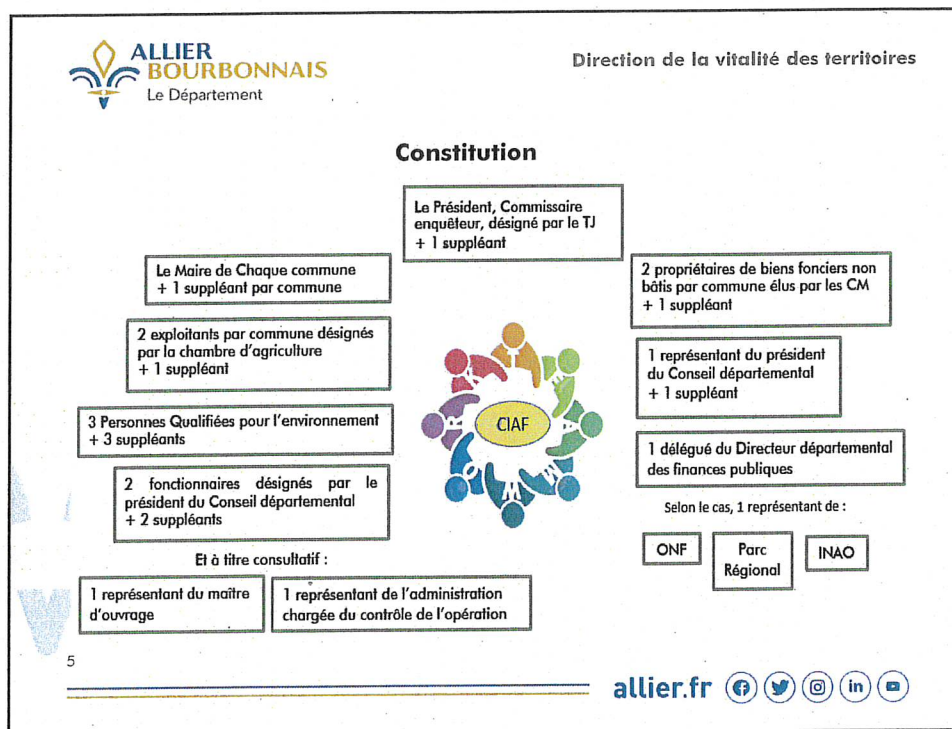 ALLIER
BOURBONNAIS
Le Département
Direction de la vitalité des territoires
Constitution
Le Président, Commissaire
enquêteur, désigné par le TJ
+ 1 suppléant
Le Maire de Chaque commune
+ 1 suppléant par commune
2 exploitants par commune désignés
par la chambre d'agriculture
+ 1 suppléant
3 Personnes Qualifiées pour l'environnement
+ 3 suppléants
2 fonctionnaires désignés par le
président du Conseil départemental
+ 2 suppléants
Et à titre consultatif :
1 représentant du maître
d'ouvrage
1 représentant de l'administration
chargée du contrôle de l'opération
CIAF
2 propriétaires de biens fonciers non
bâtis par commune élus par les CM
+ 1 suppléant
1 représentant du président
du Conseil départemental
+ 1 suppléant
1 délégué du Directeur départemental
des finances publiques
Selon le cas, 1 représentant de :
ONF
Parc
Régional
INAO
5
allier.fr
in